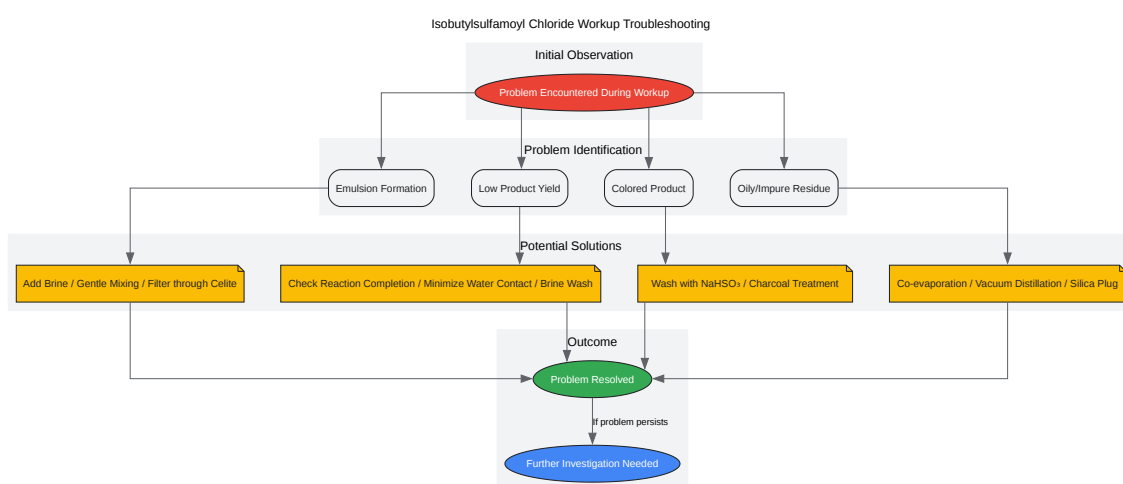 Isobutylsulfamoyl Chloride Workup Troubleshooting
Initial Observation
Problem Encountered During Workup
Problem Identification
Emulsion Formation
Low Product Yield
Colored Product
Oily/Impure Residue
Potential Solutions
Add Brine / Gentle Mixing / Filter through Celite
Check Reaction Completion / Minimize Water Contact / Brine Wash
Wash with NaHSO₃ / Charcoal Treatment
Co-evaporation / Vacuum Distillation / Silica Plug
Outcome
Problem Resolved
If problem persists
Further Investigation Needed